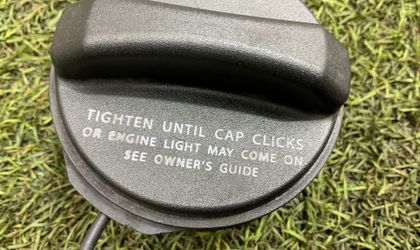 TIGHTEN UNTIL CAP CLICKS
OR ENGINE LIGHT MAY COME ON
SEE OWNER'S GUIDE